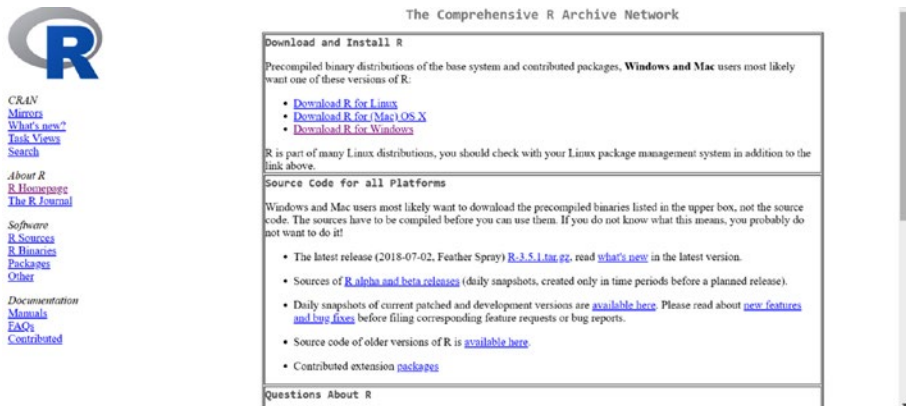 R
CRAN
Mirrors
What's new?
Task Views
Search
About R
R Homepage
The R Journal
Software
R Sources
R Binaries
Packages
Other
Documentation
Manuals
FAQs
Contributed
The Comprehensive R Archive Network
Download and Install R
Precompiled binary distributions of the base system and contributed packages, Windows and Mac users most likely
want one of these versions of R:
• Download R for Linux
• Download R for (Mac) OS X
• Download R for Windows
R is part of many Linux distributions, you should check with your Linux package management system in addition to the
link above.
Source Code for all Platforms
Windows and Mac users most likely want to download the precompiled binaries listed in the upper box, not the source
code. The sources have to be compiled before you can use them. If you do not know what this means, you probably do
not want to do it!
• The latest release (2018-07-02, Feather Spray) R-3.5.1.tar.gz, read what's new in the latest version.
• Sources of R alpha and beta releases (daily snapshots, created only in time periods before a planned release).
• Daily snapshots of current patched and development versions are available here. Please read about new features
and bug fixes before filing corresponding feature requests or bug reports.
• Source code of older versions of R is available here.
• Contributed extension packages
Questions About R